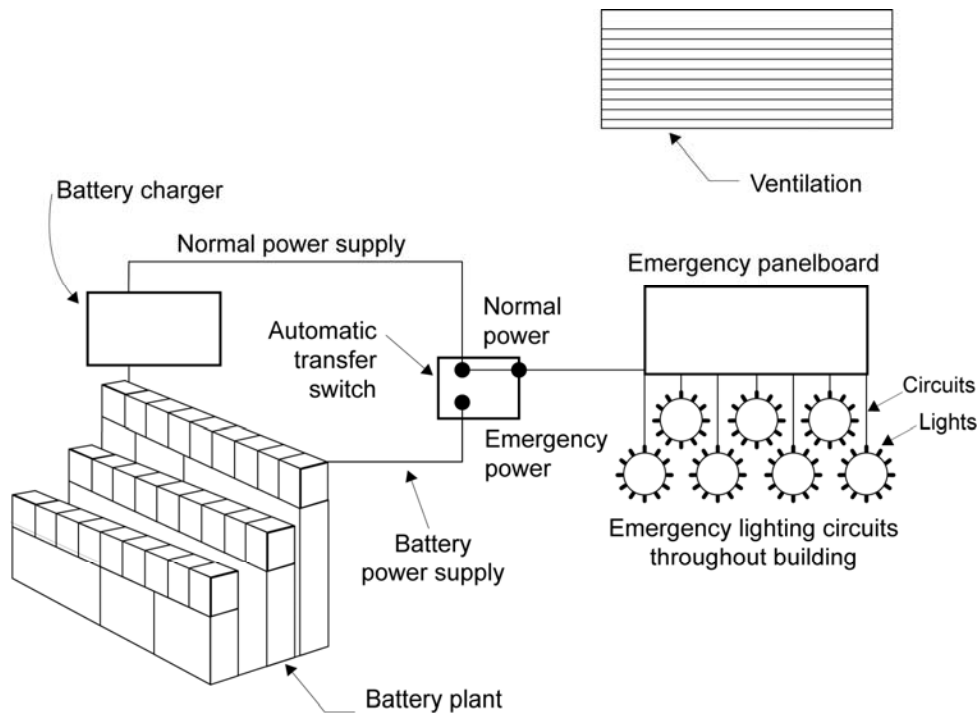 Ventilation
Battery charger
Normal power supply
Emergency panelboard
Automatic
transfer
switch
Normal
power
Circuits
Lights
Emergency
power
Battery
power supply
Emergency lighting circuits
throughout building
Battery plant